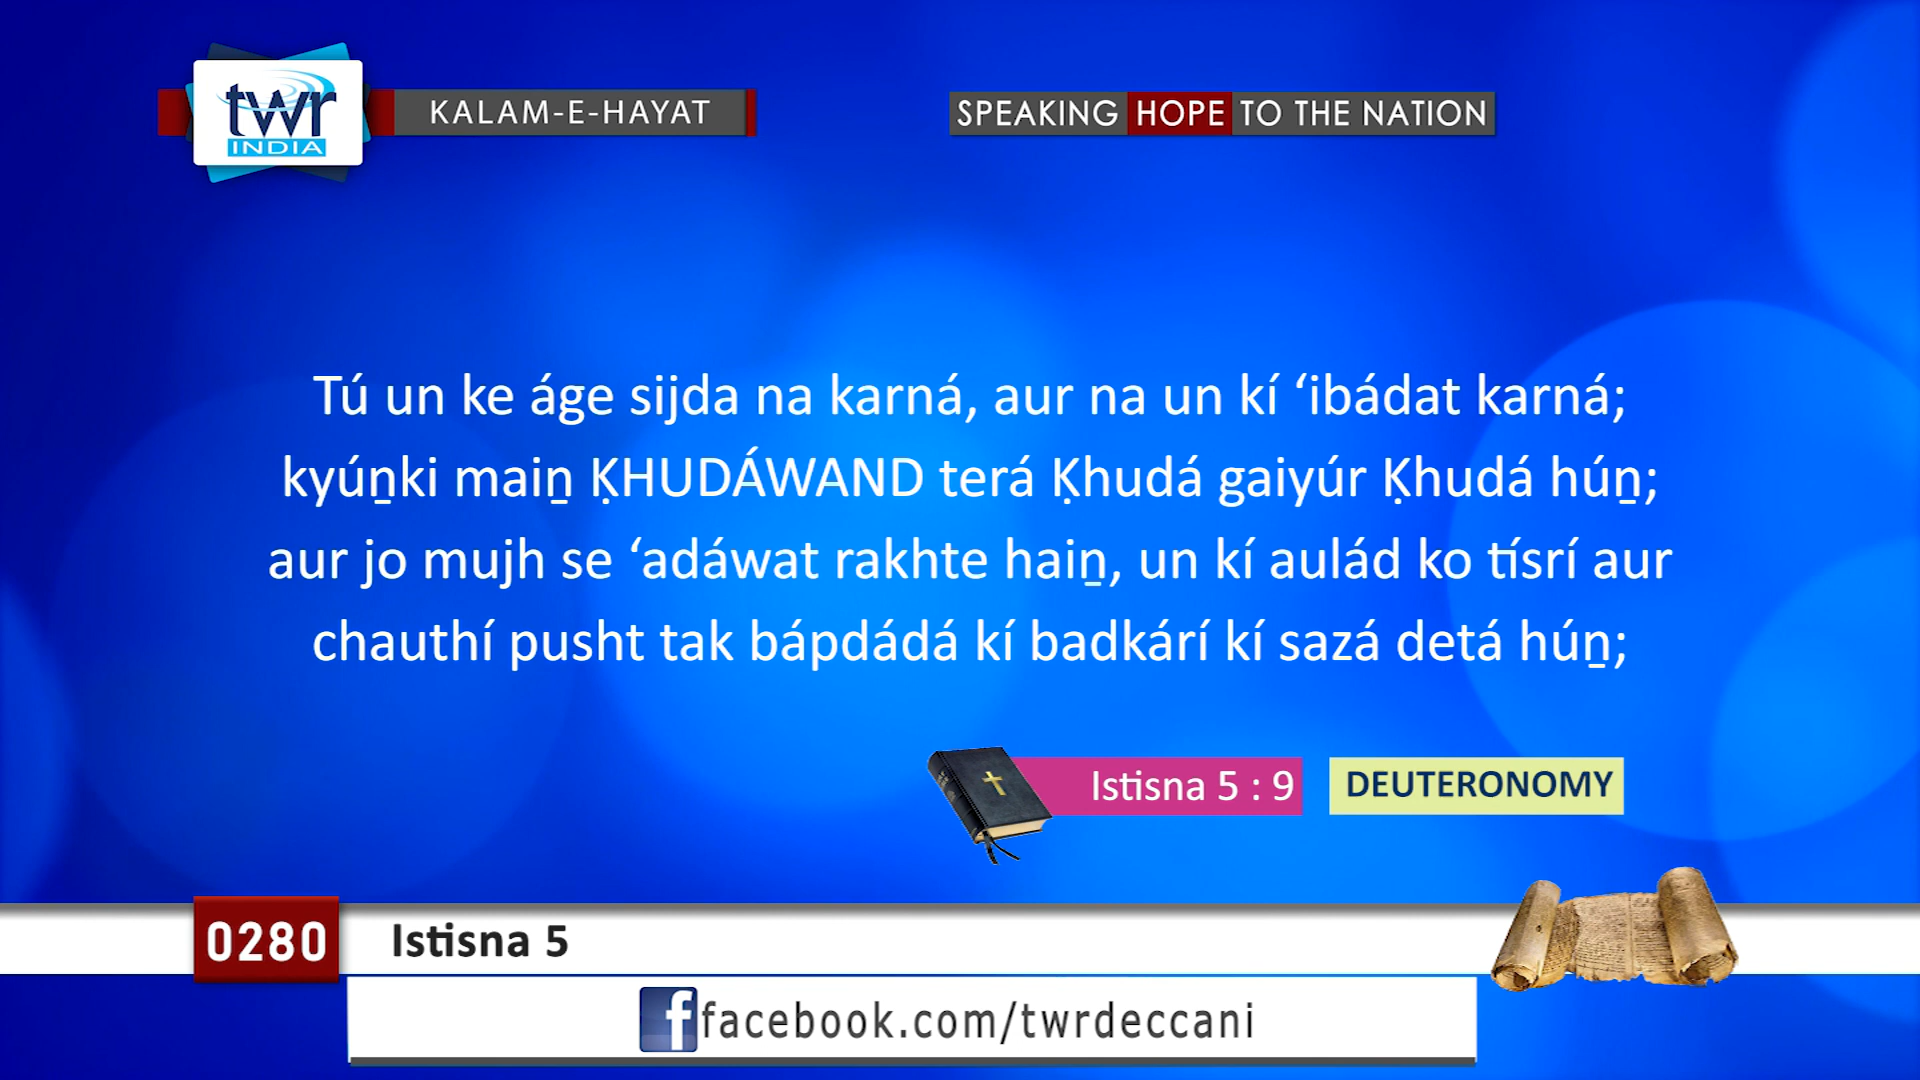 twr
INDIA
KALAM-E-HAYAT
SPEAKING HOPE TO THE NATION
Tú un ke áge sijda na karná, aur na un kí ‘ibádat karná;
kyúṉki maiṉ ḲHUDÁWAND terá Ḳhudá gaiyúr Ḳhudá húṉ;
aur jo mujh se ‘adáwat rakhte haiṉ, un kí aulád ko tísrí aur
chauthí pusht tak bápdádá kí badkárí kí sazá detá húṉ;
Istisna 5 : 9
DEUTERONOMY
0280
Istisna 5
facebook.com/twrdeccani